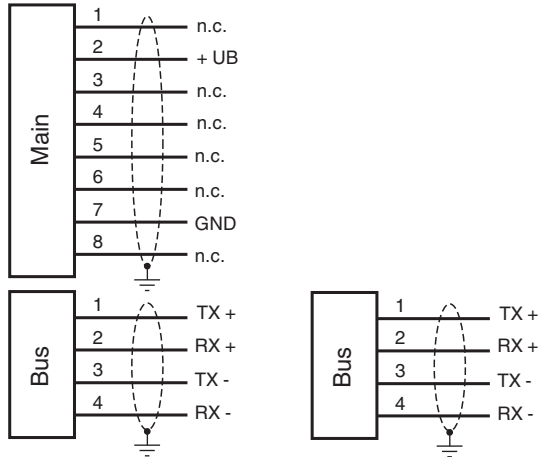 Main
1 n.c.
2 + UB
3 n.c.
4 n.c.
5 n.c.
6 n.c.
7 GND
8 n.c.
Bus
1 TX +
2 RX +
3 TX -
4 RX -
Bus
1 TX +
2 RX +
3 TX -
4 RX -